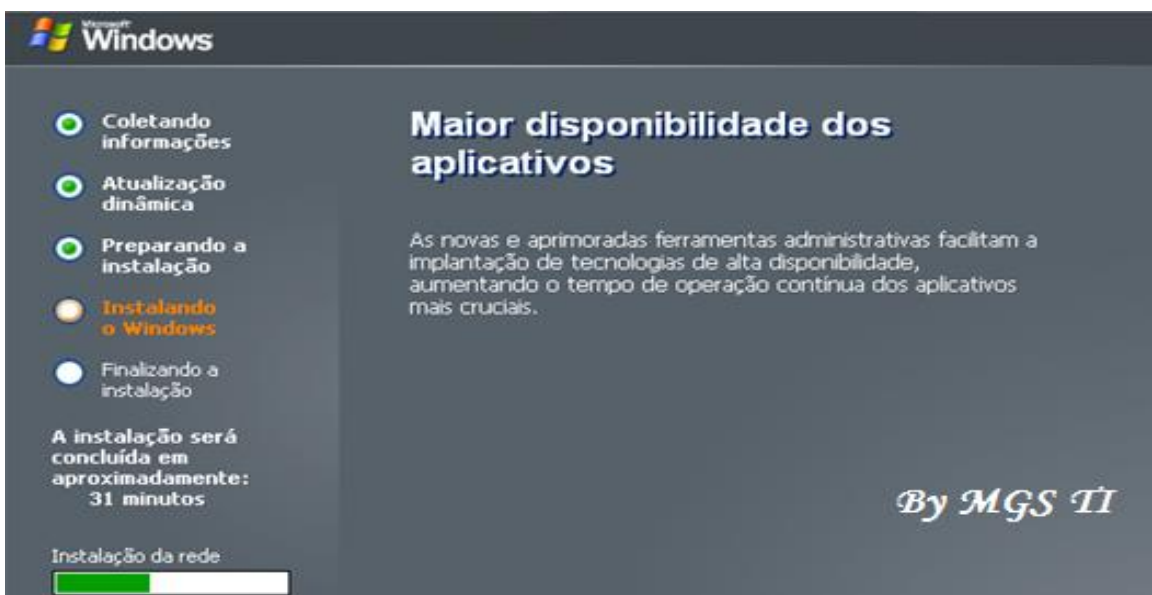 Microsoft
Windows
Coletando
informações
Atualização
dinâmica
Preparando a
instalação
Instalando
o Windows
Finalizando a
instalação
A instalação será
concluída em
aproximadamente:
31 minutos
Instalação da rede
Maior disponibilidade dos
aplicativos
As novas e aprimoradas ferramentas administrativas facilitam a
implantação de tecnologias de alta disponibilidade,
aumentando o tempo de operação contínua dos aplicativos
mais cruciais.
By MGS TI